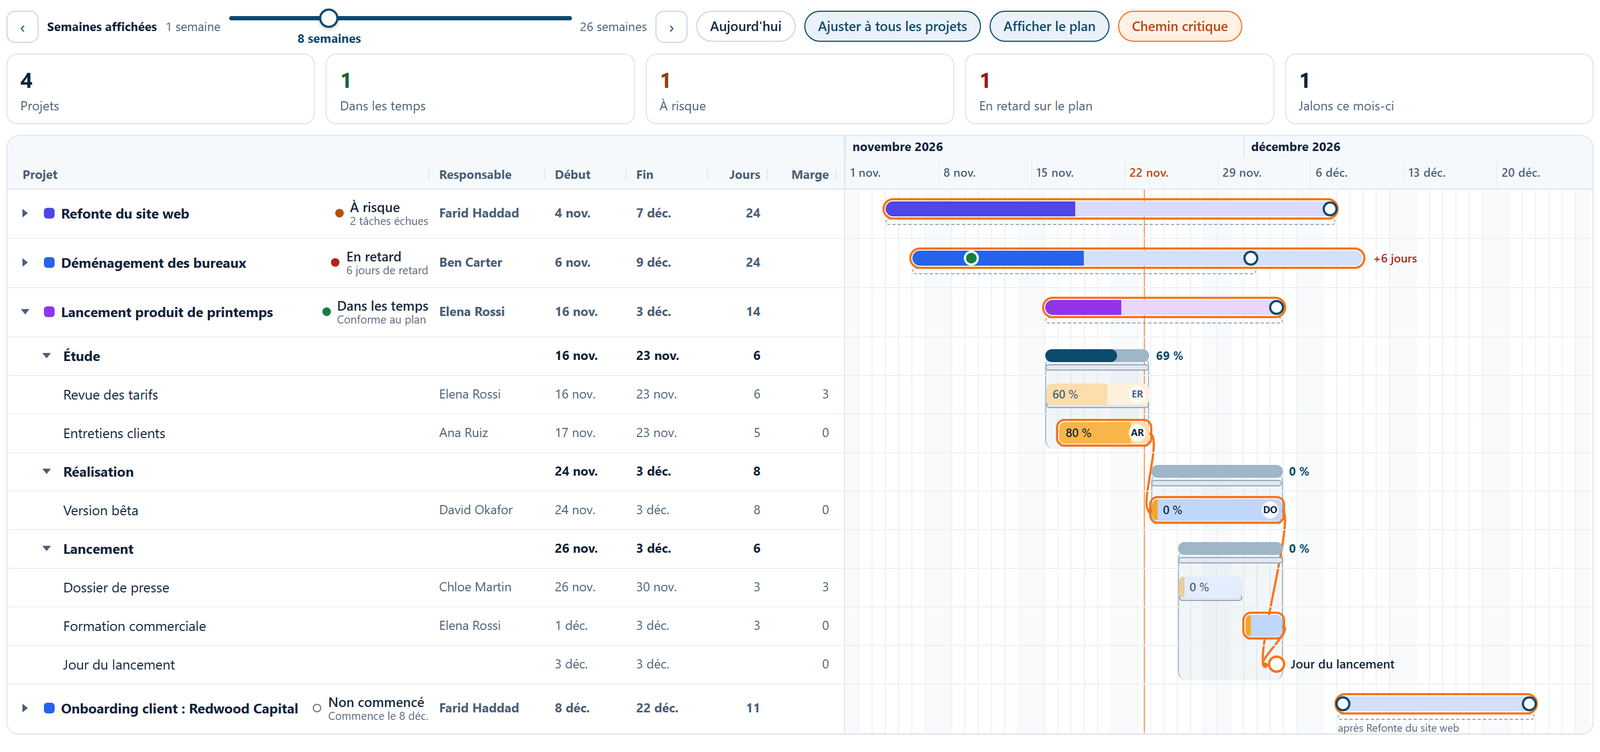 ‹ Semaines affichées 1 semaine 26 semaines › Aujourd'hui Ajuster à tous les projets Afficher le plan Chemin critique
8 semaines
4 1 1 1 1
Projets Dans les temps À risque En retard sur le plan Jalons ce mois-ci
novembre 2026 décembre 2026
Projet Responsable Début Fin Jours Marge 1 nov. 8 nov. 15 nov. 22 nov. 29 nov. 6 déc. 13 déc. 20 déc.
Refonte du site web À risque Farid Haddad 4 nov. 7 déc. 24
2 tâches échues
Déménagement des bureaux En retard Ben Carter 6 nov. 9 déc. 24 +6 jours
6 jours de retard
Lancement produit de printemps Dans les temps Elena Rossi 16 nov. 3 déc. 14
Conforme au plan
Étude 16 nov. 23 nov. 6 69 %
Revue des tarifs Elena Rossi 16 nov. 23 nov. 6 3 60 % ER
Entretiens clients Ana Ruiz 17 nov. 23 nov. 5 0 80 % AR
Réalisation 24 nov. 3 déc. 8 0 %
Version bêta David Okafor 24 nov. 3 déc. 8 0 0 % DO
Lancement 26 nov. 3 déc. 6 0 %
Dossier de presse Chloe Martin 26 nov. 30 nov. 3 3 0 %
Formation commerciale Elena Rossi 1 déc. 3 déc. 3 0
Jour du lancement 3 déc. 3 déc. 0 Jour du lancement
Onboarding client : Redwood Capital Non commencé Farid Haddad 8 déc. 22 déc. 11
Commence le 8 déc.
après Refonte du site web